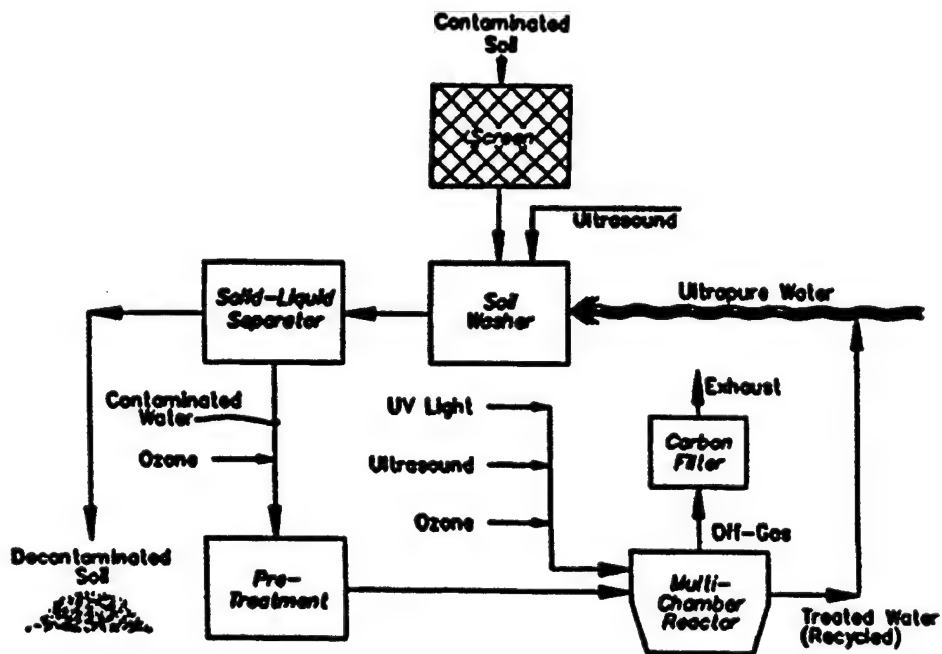 Contaminated
Soil
Screen
Ultrasound
Solid-Liquid
Separator
Soil
Washer
Ultrapure Water
Contaminated
Water
Ozone
UV Light
Ultrasound
Ozone
Exhaust
Carbon
Filter
Off-Gas
Decontaminated
Soil
Pre-
Treatment
Multi-
Chamber
Reactor
Treated Water
(Recycled)